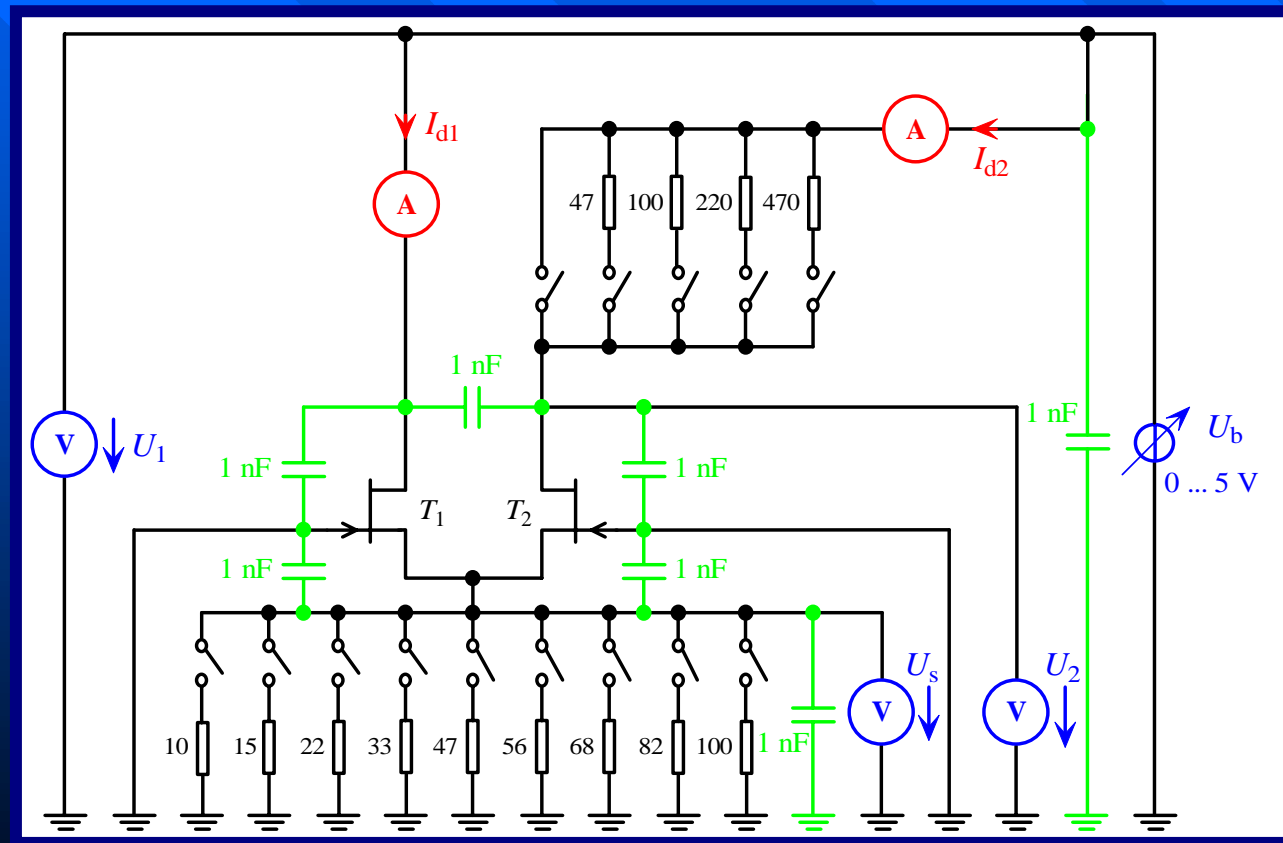 I_d1
A
I_d2
A
47 100 220 470
1 nF
1 nF
V U_1
U_b
0 ... 5 V
1 nF
1 nF
T_1 T_2
1 nF
1 nF
U_s
U_2
V
V
10 15 22 33 47 56 68 82 100
1 nF